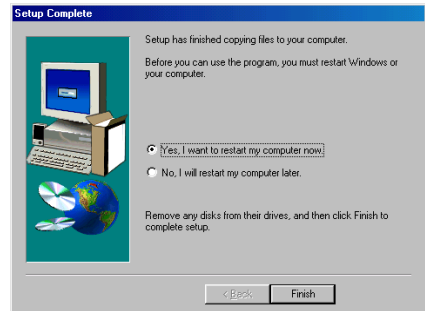 Setup Complete
Setup has finished copying files to your computer.
Before you can use the program, you must restart Windows or
your computer.
Yes, I want to restart my computer now.
No, I will restart my computer later.
Remove any disks from their drives, and then click Finish to
complete setup.
< Back
Finish